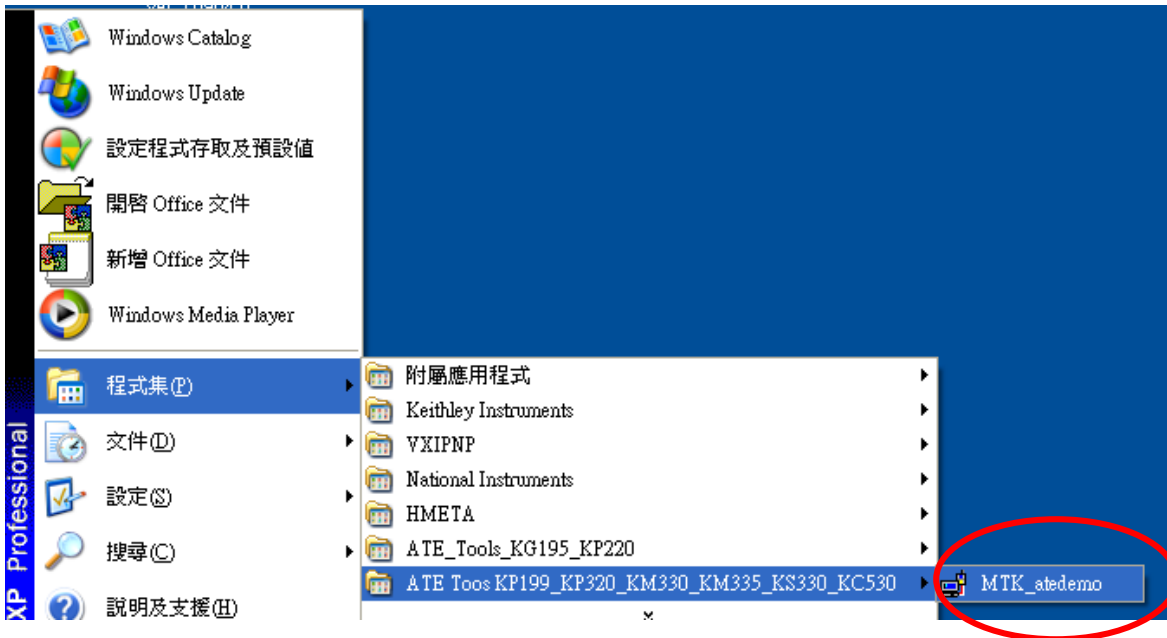 Windows Catalog
Windows Update
設定程式存取及預設值
開啓 Office 文件
新增 Office 文件
Windows Media Player
程式集(P)
文件(D)
設定(S)
搜尋(C)
說明及支援(H)
XP Professional
附屬應用程式
Keithley Instruments
VXIPNP
National Instruments
HMETA
ATE_Tools_KG195_KP220
ATE Toos KP199_KP320_KM330_KM335_KS330_KC530
MTK_atedemo